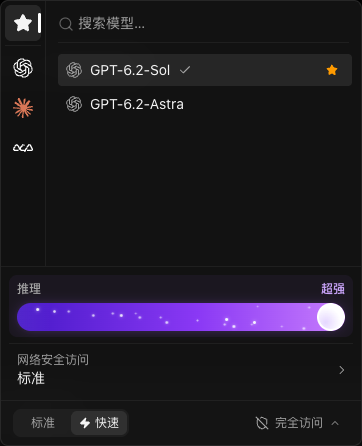 搜索模型...
GPT-6.2-Sol
GPT-6.2-Astra
推理 超强
网络安全访问
标准
标准 快速 完全访问